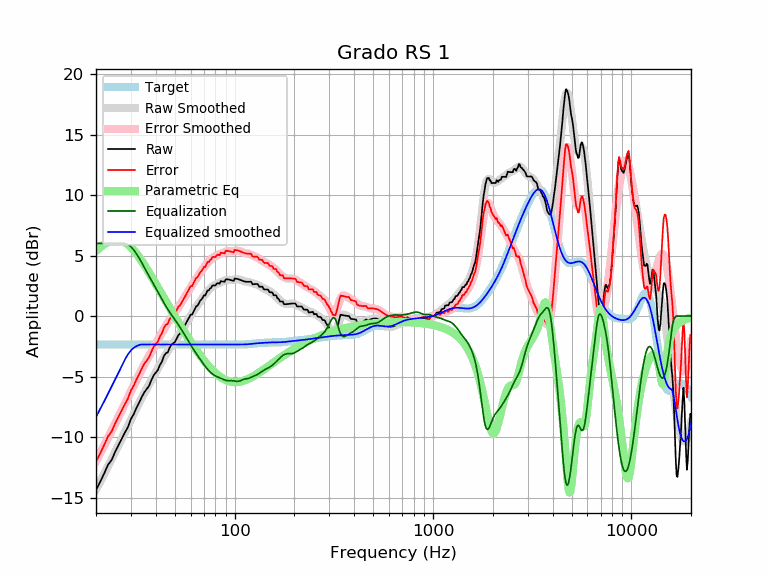 Grado RS 1
20
15
10
5
0
−5
−10
−15
Amplitude (dBr)
Target
Raw Smoothed
Error Smoothed
Raw
Error
Parametric Eq
Equalization
Equalized smoothed
100
1000
10000
Frequency (Hz)